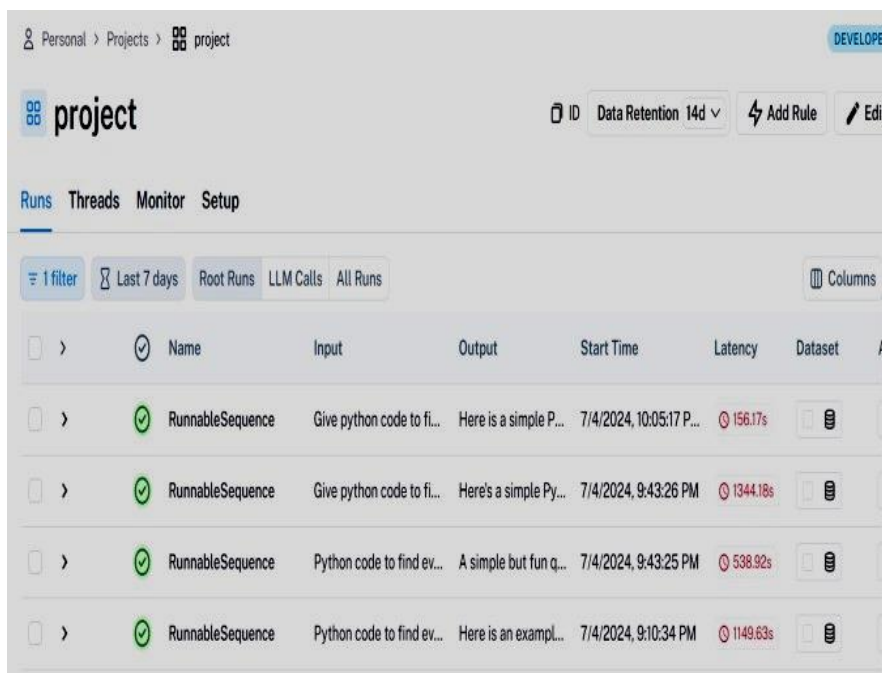 Personal > Projects > project
DEVELOPE
project
ID Data Retention 14d Add Rule Edi
Runs Threads Monitor Setup
1 filter Last 7 days Root Runs LLM Calls All Runs Columns
Name Input Output Start Time Latency Dataset A
RunnableSequence Give python code to fi... Here is a simple P... 7/4/2024, 10:05:17 P... 156.17s
RunnableSequence Give python code to fi... Here's a simple Py... 7/4/2024, 9:43:26 PM 1344.18s
RunnableSequence Python code to find ev... A simple but fun q... 7/4/2024, 9:43:25 PM 538.92s
RunnableSequence Python code to find ev... Here is an exampl... 7/4/2024, 9:10:34 PM 1149.63s